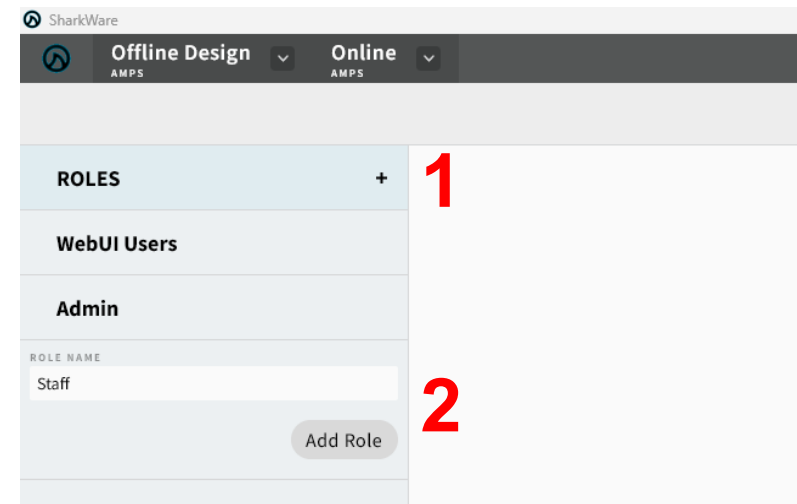 SharkWare
Offline Design
AMPS
Online
AMPS
ROLES +
1
WebUI Users
Admin
ROLE NAME
Staff
2
Add Role